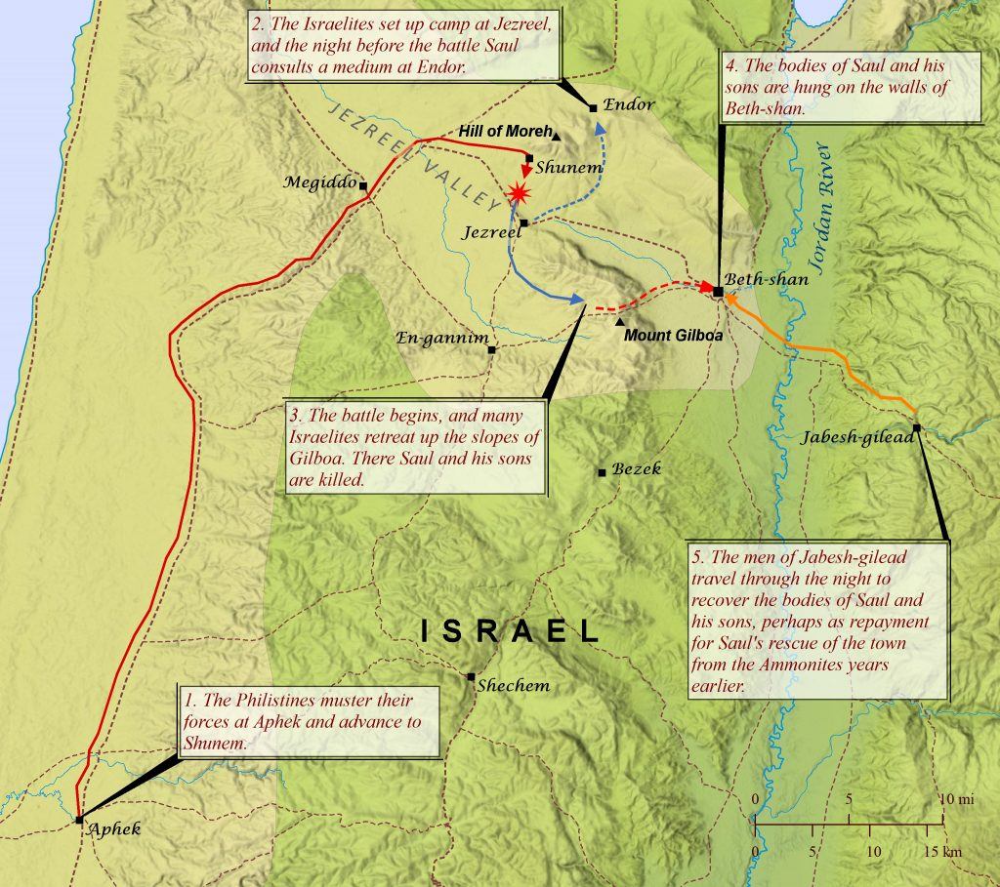 2. The Israelites set up camp at Jezreel,
and the night before the battle Saul
consults a medium at Endor.
4. The bodies of Saul and his
sons are hung on the walls of
Beth-shan.
Endor
JEZREEL VALLEY
Hill of Moreh
Shunem
Megiddo
Jordan River
Jezreel
Beth-shan
En-gannim
Mount Gilboa
3. The battle begins, and many
Israelites retreat up the slopes of
Gilboa. There Saul and his sons
are killed.
Jabesh-gilead
Bezek
5. The men of Jabesh-gilead
travel through the night to
recover the bodies of Saul and
his sons, perhaps as repayment
for Saul's rescue of the town
from the Ammonites years
earlier.
ISRAEL
Shechem
1. The Philistines muster their
forces at Aphek and advance to
Shunem.
Aphek
0 5 10 mi
0 5 10 15 km